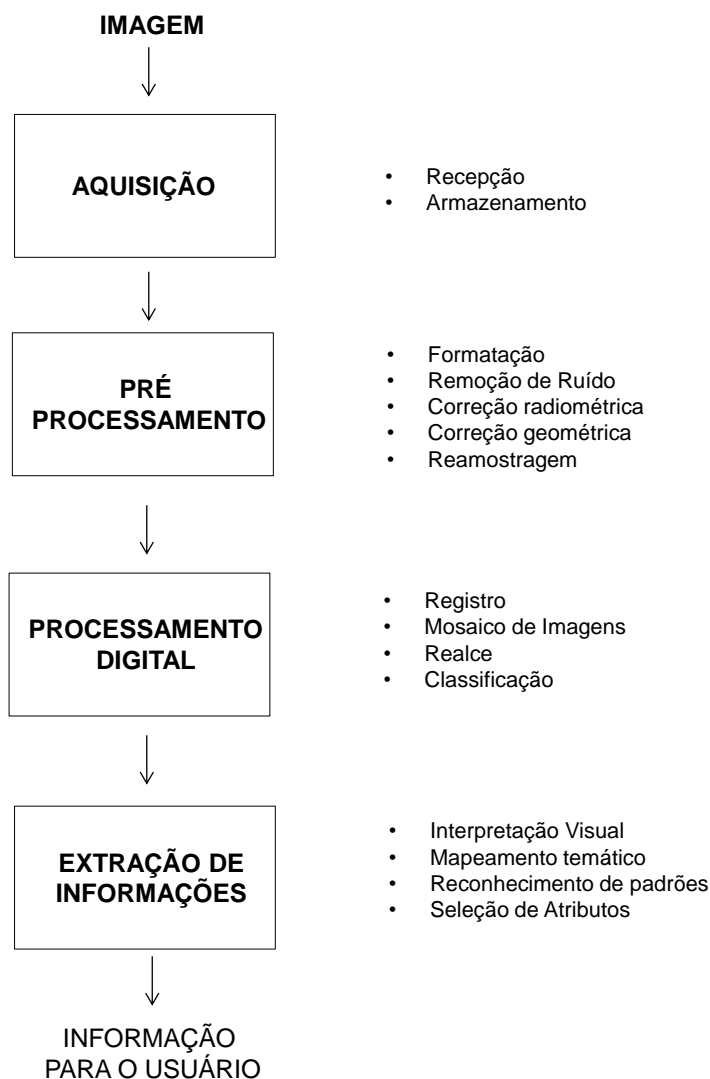 IMAGEM
AQUISIÇÃO
• Recepção
• Armazenamento
PRÉ
PROCESSAMENTO
• Formatação
• Remoção de Ruído
• Correção radiométrica
• Correção geométrica
• Reamostragem
PROCESSAMENTO
DIGITAL
• Registro
• Mosaico de Imagens
• Realce
• Classificação
EXTRAÇÃO DE
INFORMAÇÕES
• Interpretação Visual
• Mapeamento temático
• Reconhecimento de padrões
• Seleção de Atributos
INFORMAÇÃO
PARA O USUÁRIO